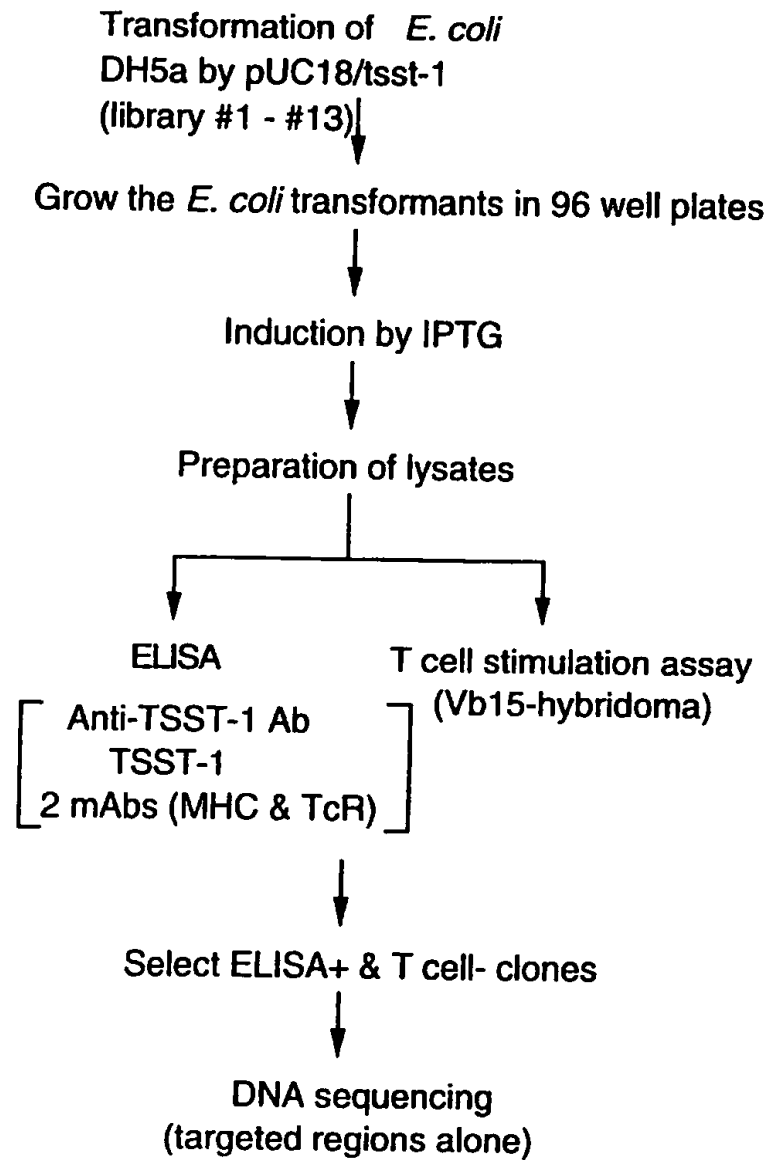 Transformation of E. coli
DH5a by pUC18/tsst-1
(library #1 - #13)
Grow the E. coli transformants in 96 well plates
Induction by IPTG
Preparation of lysates
ELISA
Anti-TSST-1 Ab
TSST-1
2 mAbs (MHC & TcR)
T cell stimulation assay
(Vb15-hybridoma)
Select ELISA+ & T cell- clones
DNA sequencing
(targeted regions alone)